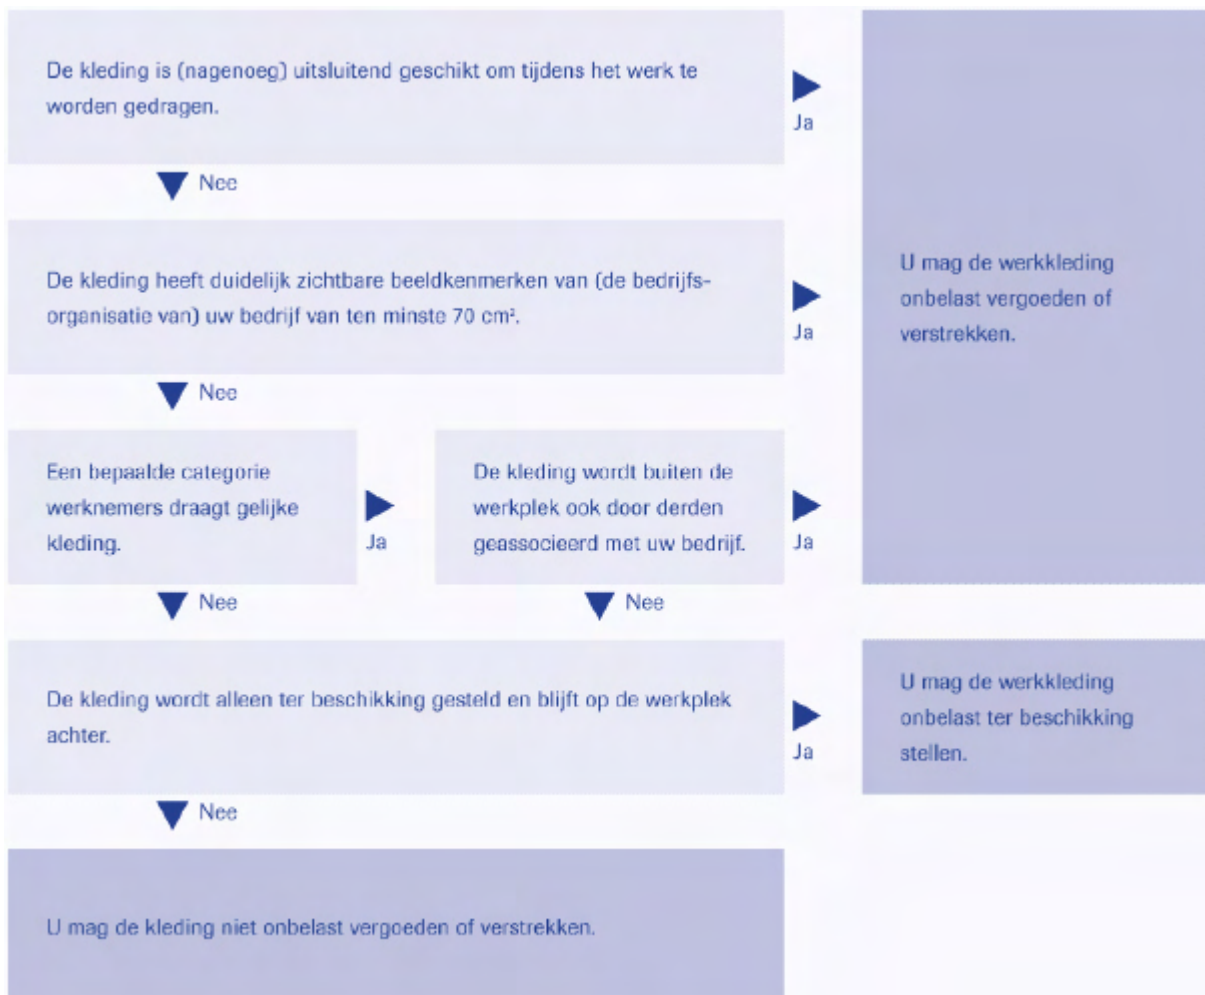 De kleding is (nagenoeg) uitsluitend geschikt om tijdens het werk te
worden gedragen.
Ja
Nee
De kleding heeft duidelijk zichtbare beeldkenmerken van (de bedrijfs-
organisatie van) uw bedrijf van ten minste 70 cm².
Ja
U mag de werkkleding
onbelast vergoeden of
verstrekken.
Nee
Een bepaalde categorie
werknemers draagt gelijke
kleding.
Ja
De kleding wordt buiten de
werkplek ook door derden
geassocieerd met uw bedrijf.
Ja
Nee
Nee
De kleding wordt alleen ter beschikking gesteld en blijft op de werkplek
achter.
Ja
U mag de werkkleding
onbelast ter beschikking
stellen.
Nee
U mag de kleding niet onbelast vergoeden of verstrekken.